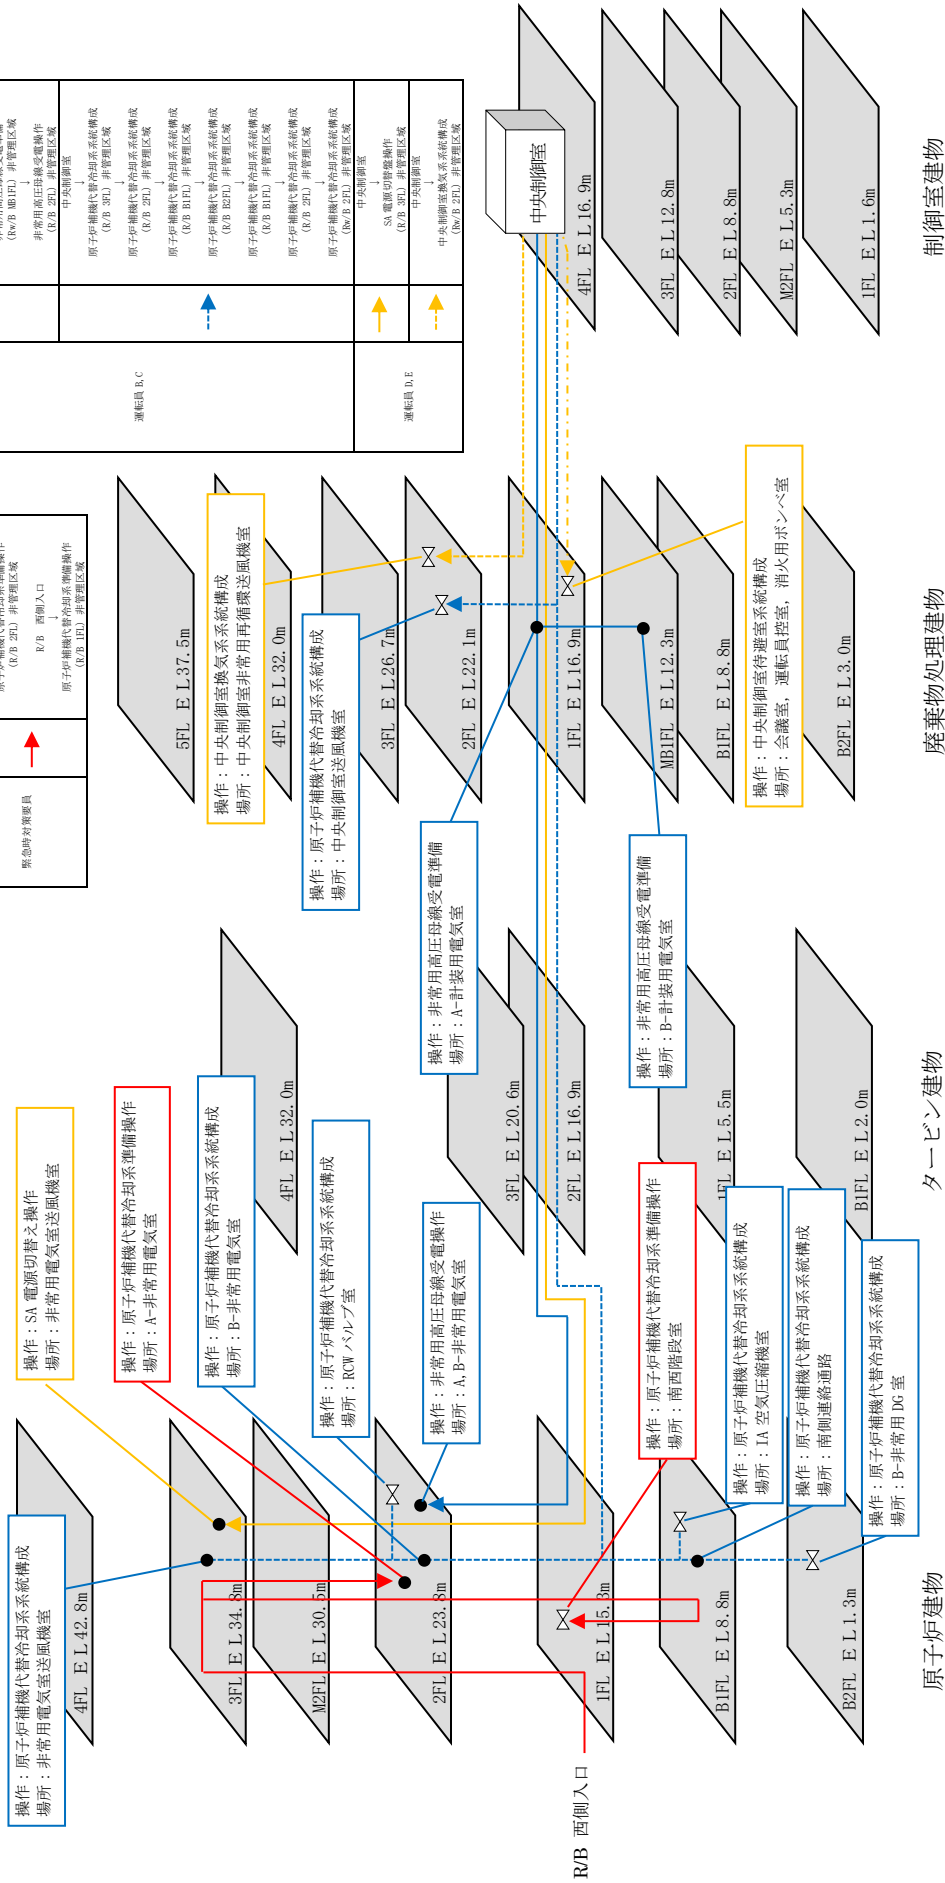 操作：原子炉補機代替冷却系系統構成
場所：非常用電気室送風機室
操作：SA 電源切替え操作
場所：非常用電気室送風機室
操作：原子炉補機代替冷却系準備操作
場所：A-非常用電気室
操作：原子炉補機代替冷却系系統構成
場所：B-非常用電気室
操作：原子炉補機代替冷却系系統構成
場所：RCW バルブ室
操作：非常用高圧母線受電操作
場所：A,B-非常用電気室
操作：原子炉補機代替冷却系準備操作
場所：南西階段室
操作：原子炉補機代替冷却系系統構成
場所：IA 空気圧縮機室
操作：原子炉補機代替冷却系系統構成
場所：南側連絡通路
操作：原子炉補機代替冷却系系統構成
場所：B-非常用 DG 室
4FL ＥＬ42.8m
3FL ＥＬ34.8m
M2FL ＥＬ30.5m
2FL ＥＬ23.8m
1FL ＥＬ15.3m
B1FL ＥＬ8.8m
B2FL ＥＬ1.3m
R/B 西側入口
原子炉建物
4FL ＥＬ32.0m
3FL ＥＬ20.6m
2FL ＥＬ16.9m
1FL ＥＬ5.5m
B1FL ＥＬ2.0m
タービン建物
操作：中央制御室換気系系統構成
場所：中央制御室非常用再循環送風機室
操作：原子炉補機代替冷却系系統構成
場所：中央制御室送風機室
操作：非常用高圧母線受電準備
場所：A-計装用電気室
操作：非常用高圧母線受電準備
場所：B-計装用電気室
操作：中央制御室待避室系統構成
場所：会議室，運転員控室，消火用ボンベ室
5FL ＥＬ37.5m
4FL ＥＬ32.0m
3FL ＥＬ26.7m
2FL ＥＬ22.1m
1FL ＥＬ16.9m
MB1FL ＥＬ12.3m
B1FL ＥＬ8.8m
B2FL ＥＬ3.0m
廃棄物処理建物
中央制御室
4FL ＥＬ16.9m
3FL ＥＬ12.8m
2FL ＥＬ8.8m
M2FL ＥＬ5.3m
1FL ＥＬ1.6m
制御室建物
緊急時対策要員
原子炉補機代替冷却系準備操作
(R/B 2FL) 非管理区域
R/B 西側入口
↓
原子炉補機代替冷却系準備操作
(R/B 1FL) 非管理区域
運転員 B,C
(Rw/B MB1FL) 非管理区域
↓
非常用高圧母線受電操作
(R/B 2FL) 非管理区域
中央制御室
↓
原子炉補機代替冷却系系統構成
(R/B 3FL) 非管理区域
↓
原子炉補機代替冷却系系統構成
(R/B 2FL) 非管理区域
↓
原子炉補機代替冷却系系統構成
(R/B B1FL) 非管理区域
↓
原子炉補機代替冷却系系統構成
(R/B B2FL) 非管理区域
↓
原子炉補機代替冷却系系統構成
(R/B B1FL) 非管理区域
↓
原子炉補機代替冷却系系統構成
(R/B 2FL) 非管理区域
↓
原子炉補機代替冷却系系統構成
(Rw/B 2FL) 非管理区域
運転員 D,E
中央制御室
↓
SA 電源切替盤操作
(R/B 3FL) 非管理区域
中央制御室
↓
中央制御室換気系系統構成
(Rw/B 2FL) 非管理区域